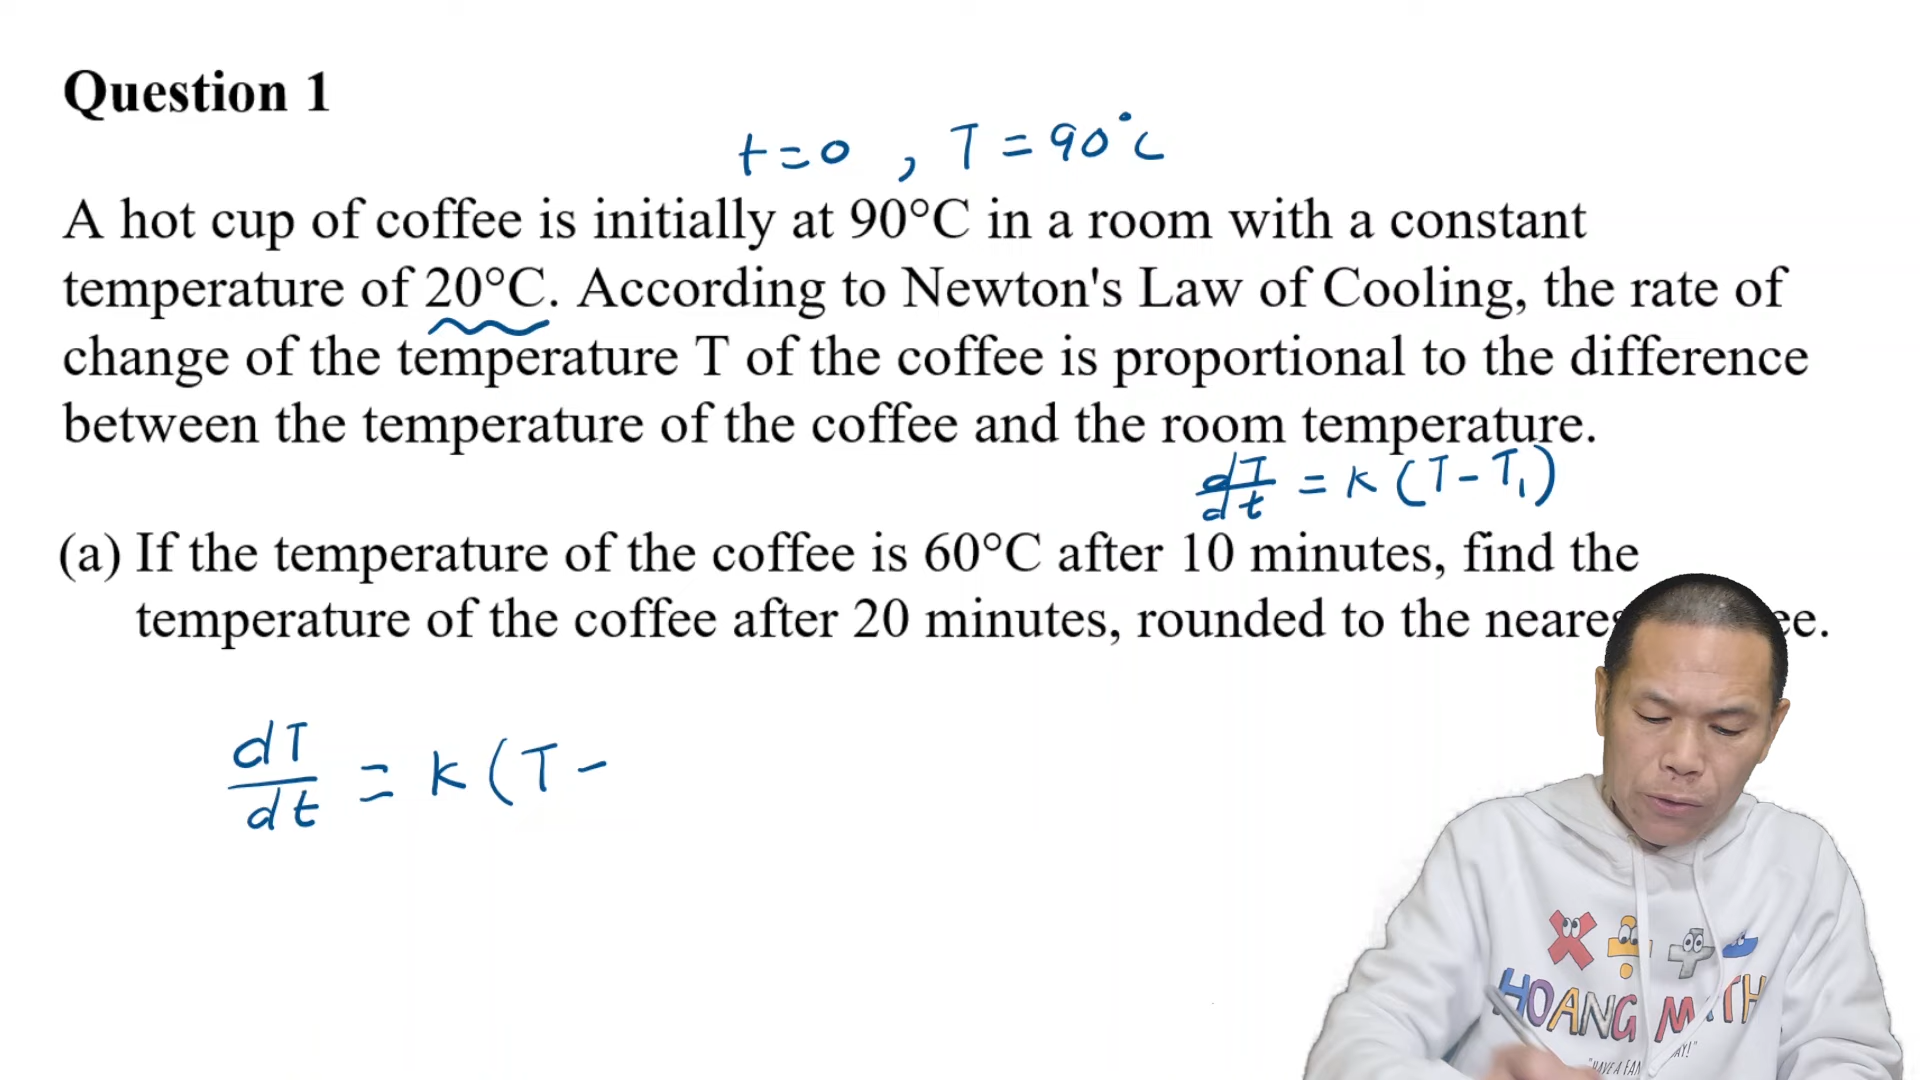 Question 1
t=0 , T=90°C
A hot cup of coffee is initially at 90°C in a room with a constant
temperature of 20°C. According to Newton's Law of Cooling, the rate of
change of the temperature T of the coffee is proportional to the difference
between the temperature of the coffee and the room temperature.
dT/dt = k (T - T₁)
(a) If the temperature of the coffee is 60°C after 10 minutes, find the
temperature of the coffee after 20 minutes, rounded to the
dT/dt = k (T -
HOANG MATH
"HAVE A